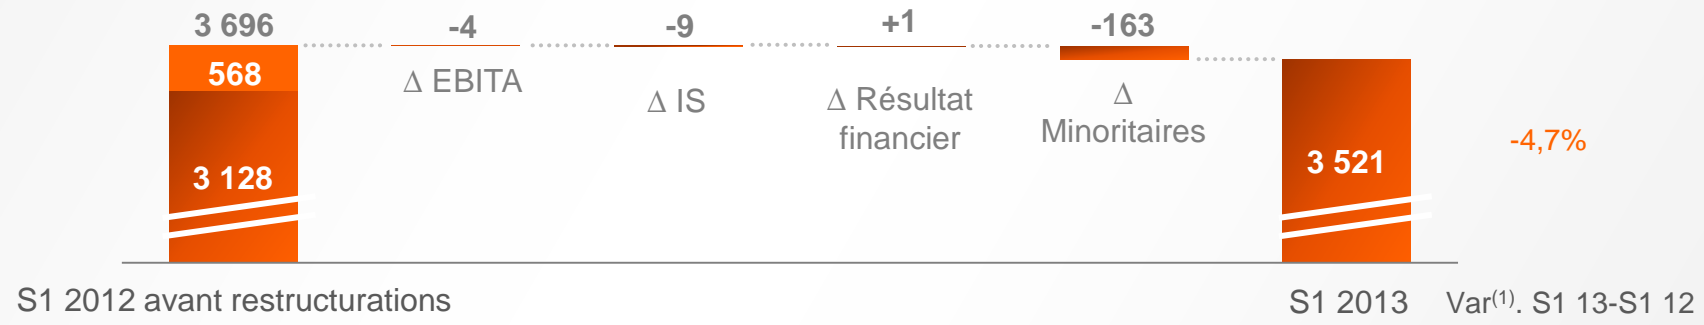 3 696 -4 -9 +1 -163
568
∆ EBITA ∆ IS ∆ Résultat
financier ∆
Minoritaires
-4,7%
3 128 3 521
S1 2012 avant restructurations S1 2013 Var(1). S1 13-S1 12